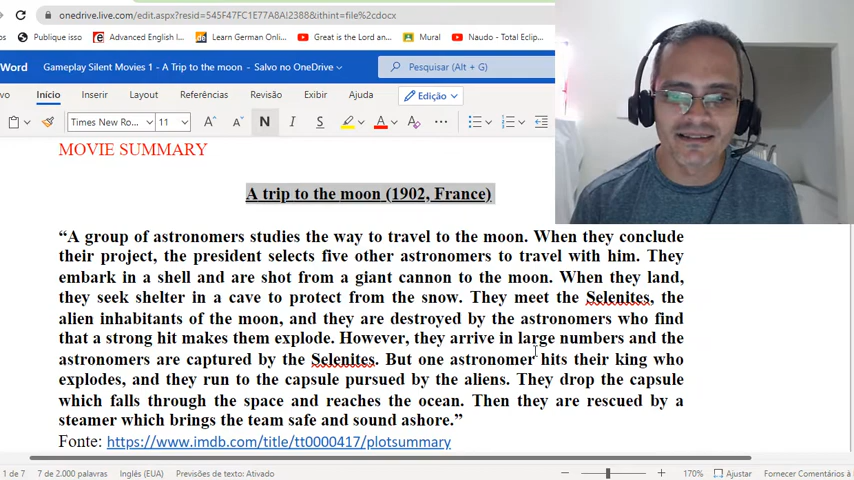 onedrive.live.com/edit.aspx?resid=545F47FC1E77A8AI2388&ithint=file%2cdocx
Publique isso
Advanced English I...
Learn German Onlin...
Great is the Lord an...
Mural
Naudo - Total Eclip...
Word
Gameplay Silent Movies 1 - A Trip to the moon - Salvo no OneDrive
Pesquisar (Alt + G)
vo Início Inserir Layout Referências Revisão Exibir Ajuda Edição
Times New Ro... 11 A A N I S A
MOVIE SUMMARY
A trip to the moon (1902, France)
“A group of astronomers studies the way to travel to the moon. When they conclude
their project, the president selects five other astronomers to travel with him. They
embark in a shell and are shot from a giant cannon to the moon. When they land,
they seek shelter in a cave to protect from the snow. They meet the Selenites, the
alien inhabitants of the moon, and they are destroyed by the astronomers who find
that a strong hit makes them explode. However, they arrive in large numbers and the
astronomers are captured by the Selenites. But one astronomer hits their king who
explodes, and they run to the capsule pursued by the aliens. They drop the capsule
which falls through the space and reaches the ocean. Then they are rescued by a
steamer which brings the team safe and sound ashore.”
Fonte: https://www.imdb.com/title/tt0000417/plotsummary
1 de 7 7 de 2.000 palavras Inglês (EUA) Previsões de texto: Ativado 170% Ajustar Fornecer Comentários à